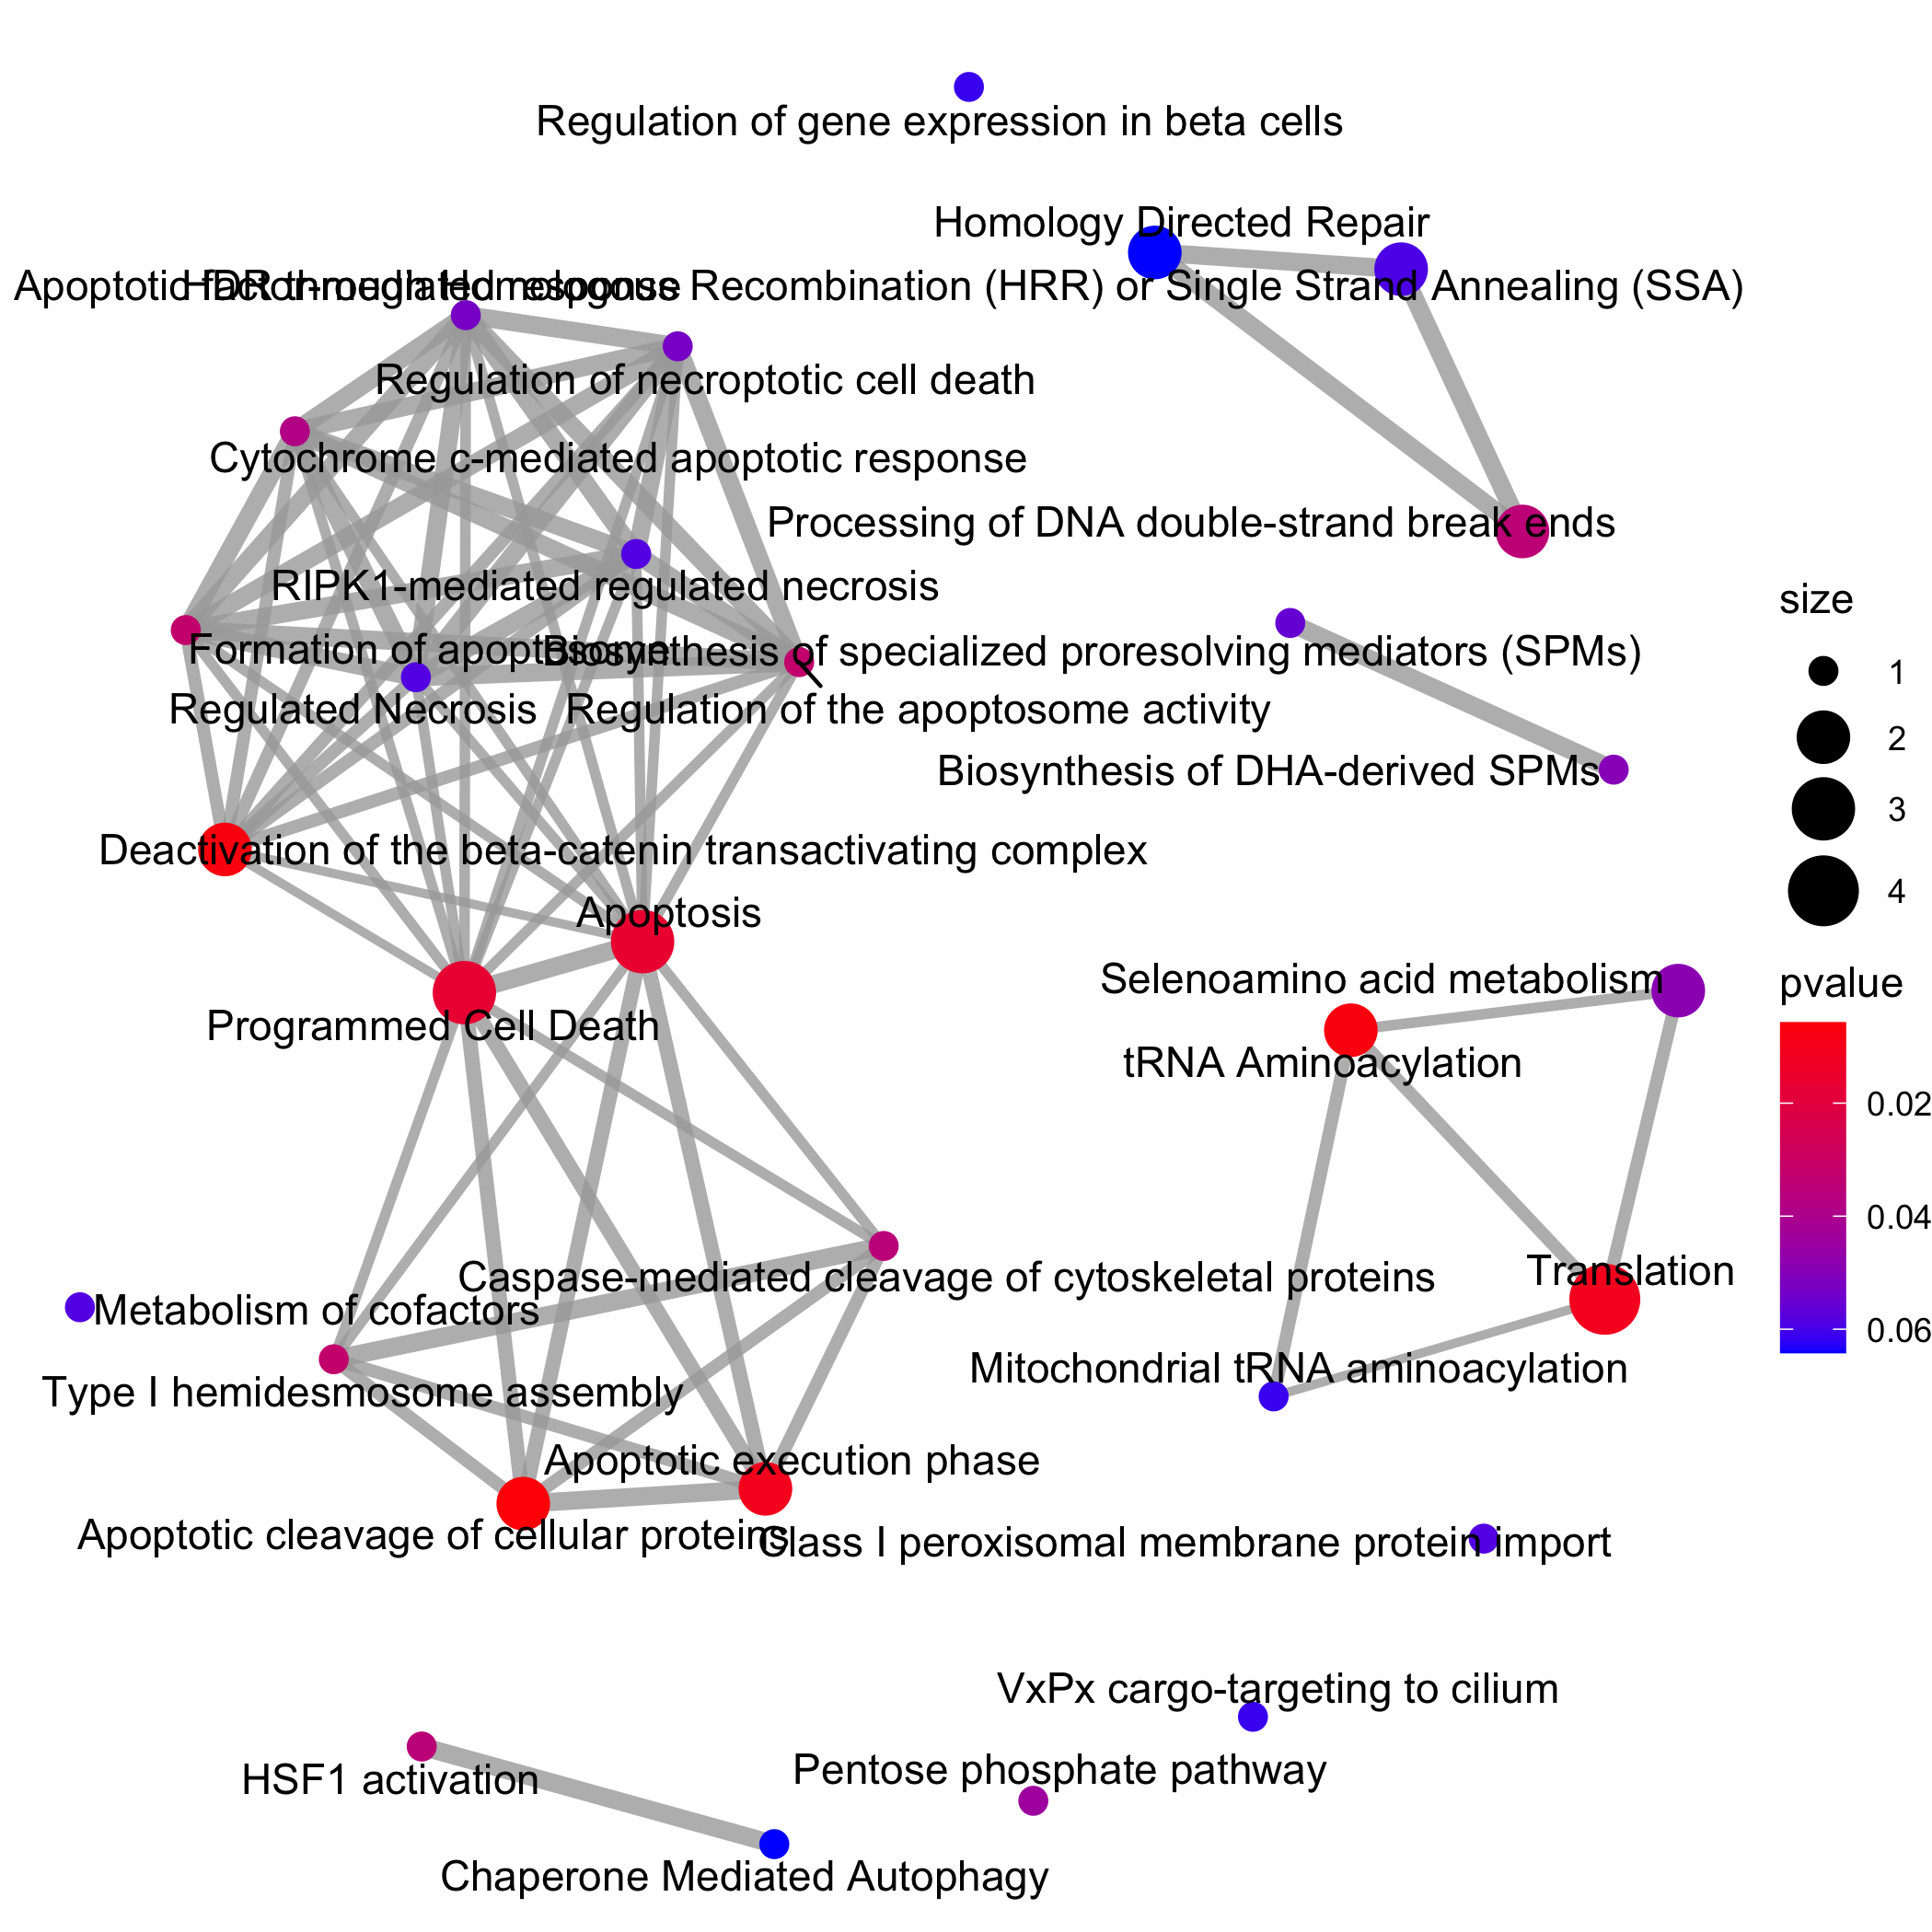 Regulation of gene expression in beta cells
Homology Directed Repair
Apoptotic factor-mediated response
HDR through Homologous Recombination (HRR) or Single Strand Annealing (SSA)
Regulation of necroptotic cell death
Cytochrome c-mediated apoptotic response
Processing of DNA double-strand break ends
RIPK1-mediated regulated necrosis
size
Formation of apoptosome
Biosynthesis of specialized proresolving mediators (SPMs)
1
Regulated Necrosis
Regulation of the apoptosome activity
2
Biosynthesis of DHA-derived SPMs
3
Deactivation of the beta-catenin transactivating complex
4
Apoptosis
Selenoamino acid metabolism
pvalue
Programmed Cell Death
tRNA Aminoacylation
0.02
0.04
Caspase-mediated cleavage of cytoskeletal proteins
Translation
Metabolism of cofactors
0.06
Mitochondrial tRNA aminoacylation
Type I hemidesmosome assembly
Apoptotic execution phase
Apoptotic cleavage of cellular proteins
Class I peroxisomal membrane protein import
VxPx cargo-targeting to cilium
Pentose phosphate pathway
HSF1 activation
Chaperone Mediated Autophagy